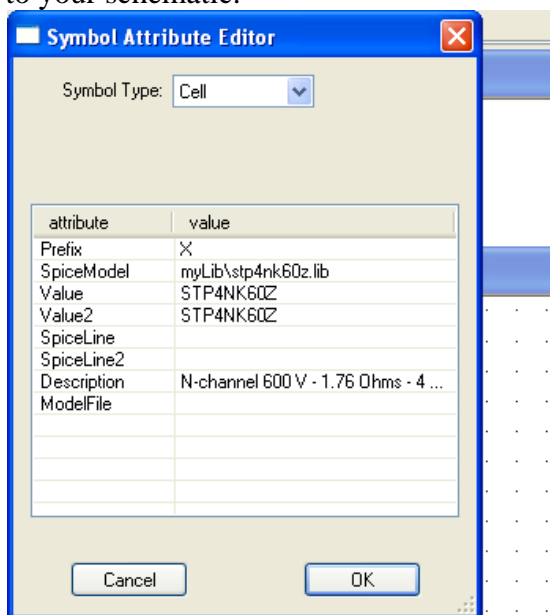 to your schematic.
Symbol Attribute Editor
Symbol Type: Cell
attribute value
Prefix X
SpiceModel myLib\stp4nk60z.lib
Value STP4NK60Z
Value2 STP4NK60Z
SpiceLine
SpiceLine2
Description N-channel 600 V - 1.76 Ohms - 4 ...
ModelFile
Cancel OK